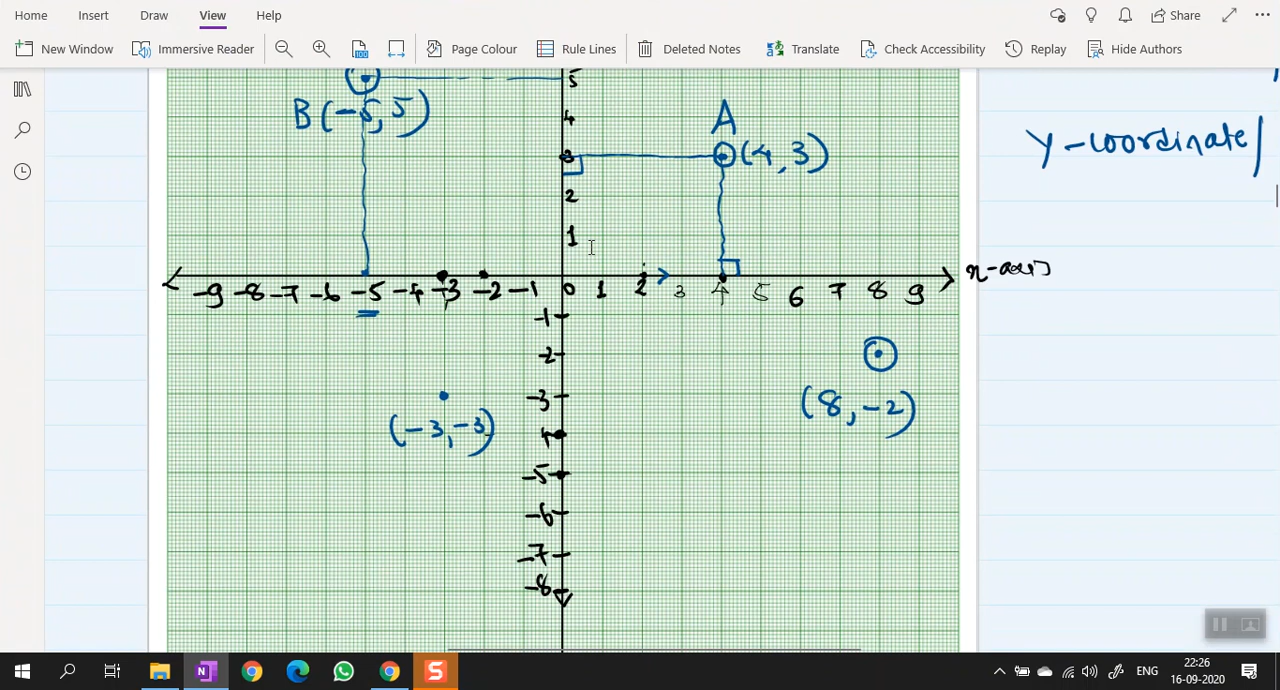 Home Insert Draw View Help Share
New Window Immersive Reader Page Colour Rule Lines Deleted Notes Translate Check Accessibility Replay Hide Authors
5
B(-5,5)
4
A
Y-coordinate/
3 (4,3)
2
1
x-axis
-9 -8 -7 -6 -5 -4 -3 -2 -1 0 1 2 3 4 5 6 7 8 9
-1
-2
-3
(8,-2)
(-3,-3)
4
-5
-6
-7
-8
S
ENG
22:26
16-09-2020